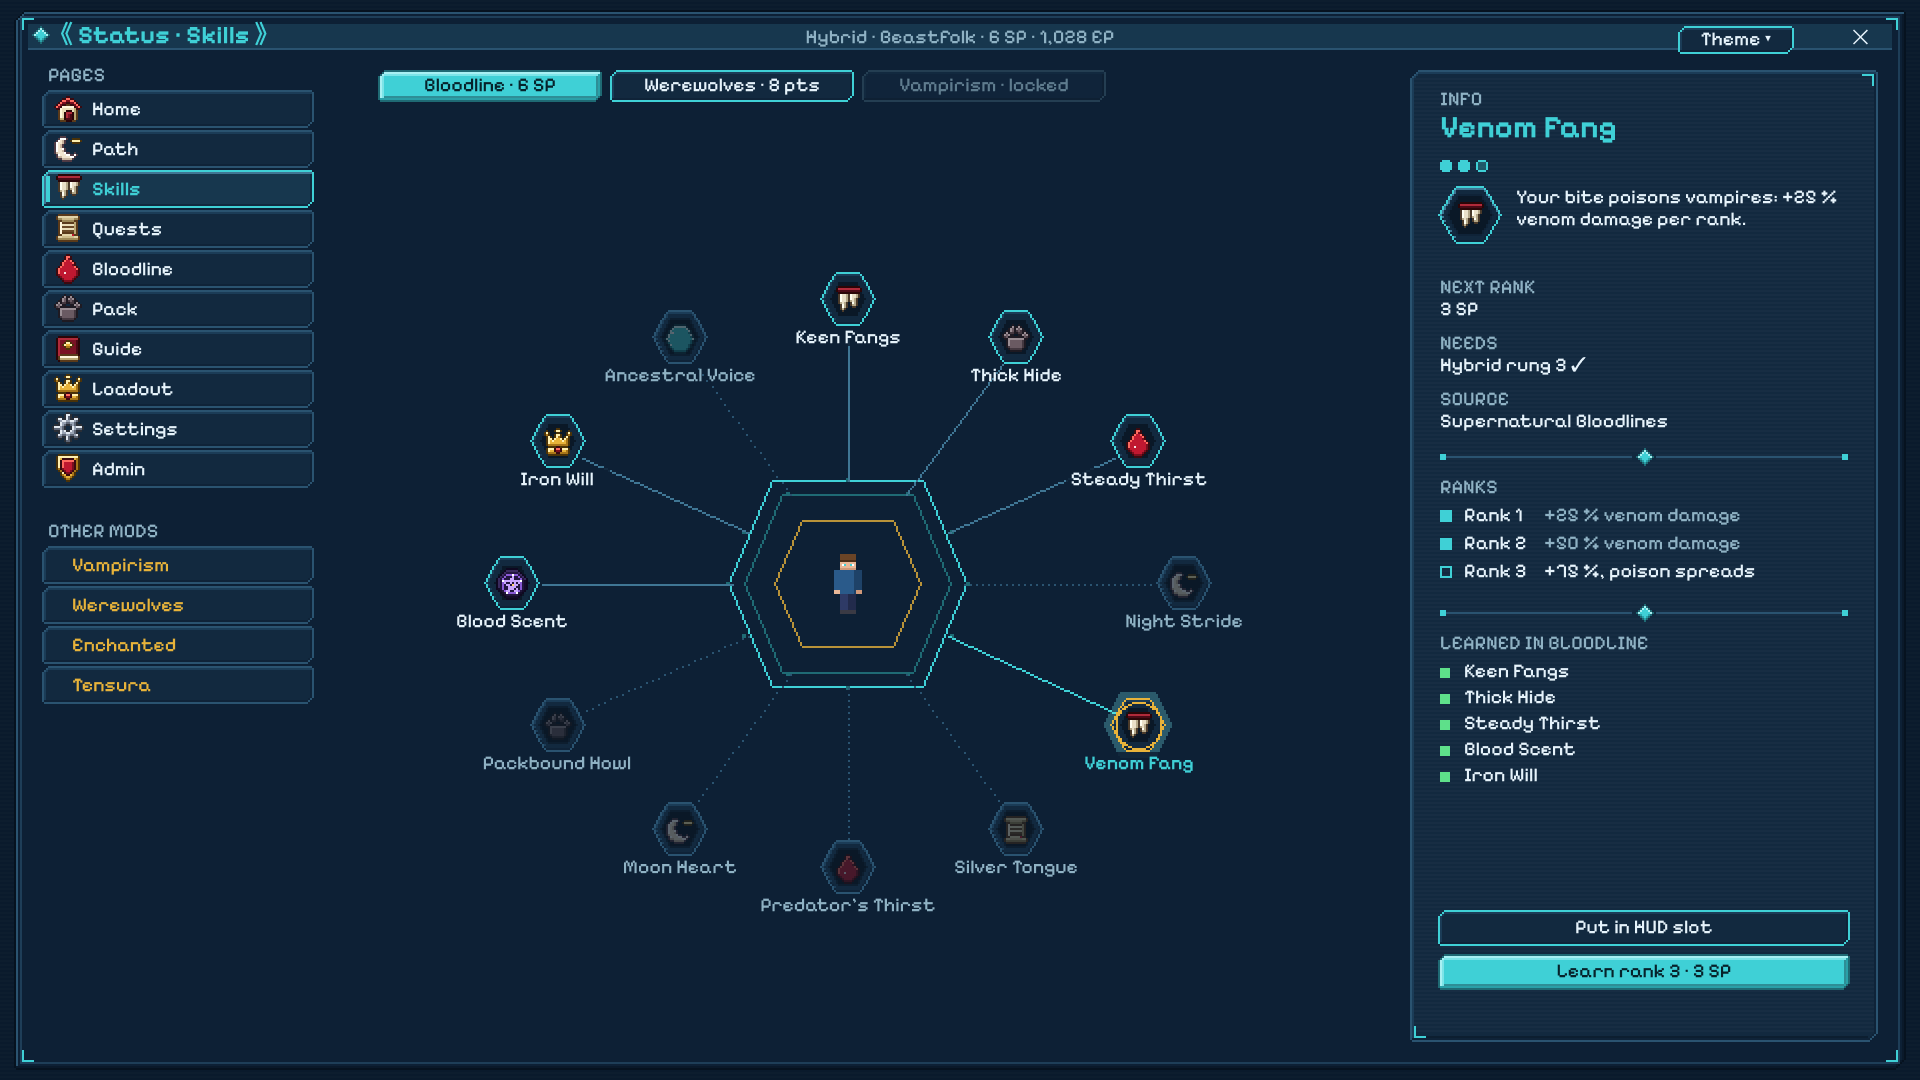 《Status · Skills》
Hybrid · Beastfolk · 6 SP · 1,028 EP
Theme ▾
PAGES
Home
Path
Skills
Quests
Bloodline
Pack
Guide
Loadout
Settings
Admin
OTHER MODS
Vampirism
Werewolves
Enchanted
Tensura
Bloodline · 6 SP
Werewolves · 8 pts
Vampirism · locked
Keen Fangs
Ancestral Voice
Thick Hide
Iron Will
Steady Thirst
Blood Scent
Night Stride
Packbound Howl
Venom Fang
Moon Heart
Silver Tongue
Predator's Thirst
INFO
Venom Fang
Your bite poisons vampires: +25 %
venom damage per rank.
NEXT RANK
3 SP
NEEDS
Hybrid rung 3 ✓
SOURCE
Supernatural Bloodlines
RANKS
Rank 1 +25 % venom damage
Rank 2 +50 % venom damage
Rank 3 +75 %, poison spreads
LEARNED IN BLOODLINE
Keen Fangs
Thick Hide
Steady Thirst
Blood Scent
Iron Will
Put in HUD slot
Learn rank 3 · 3 SP